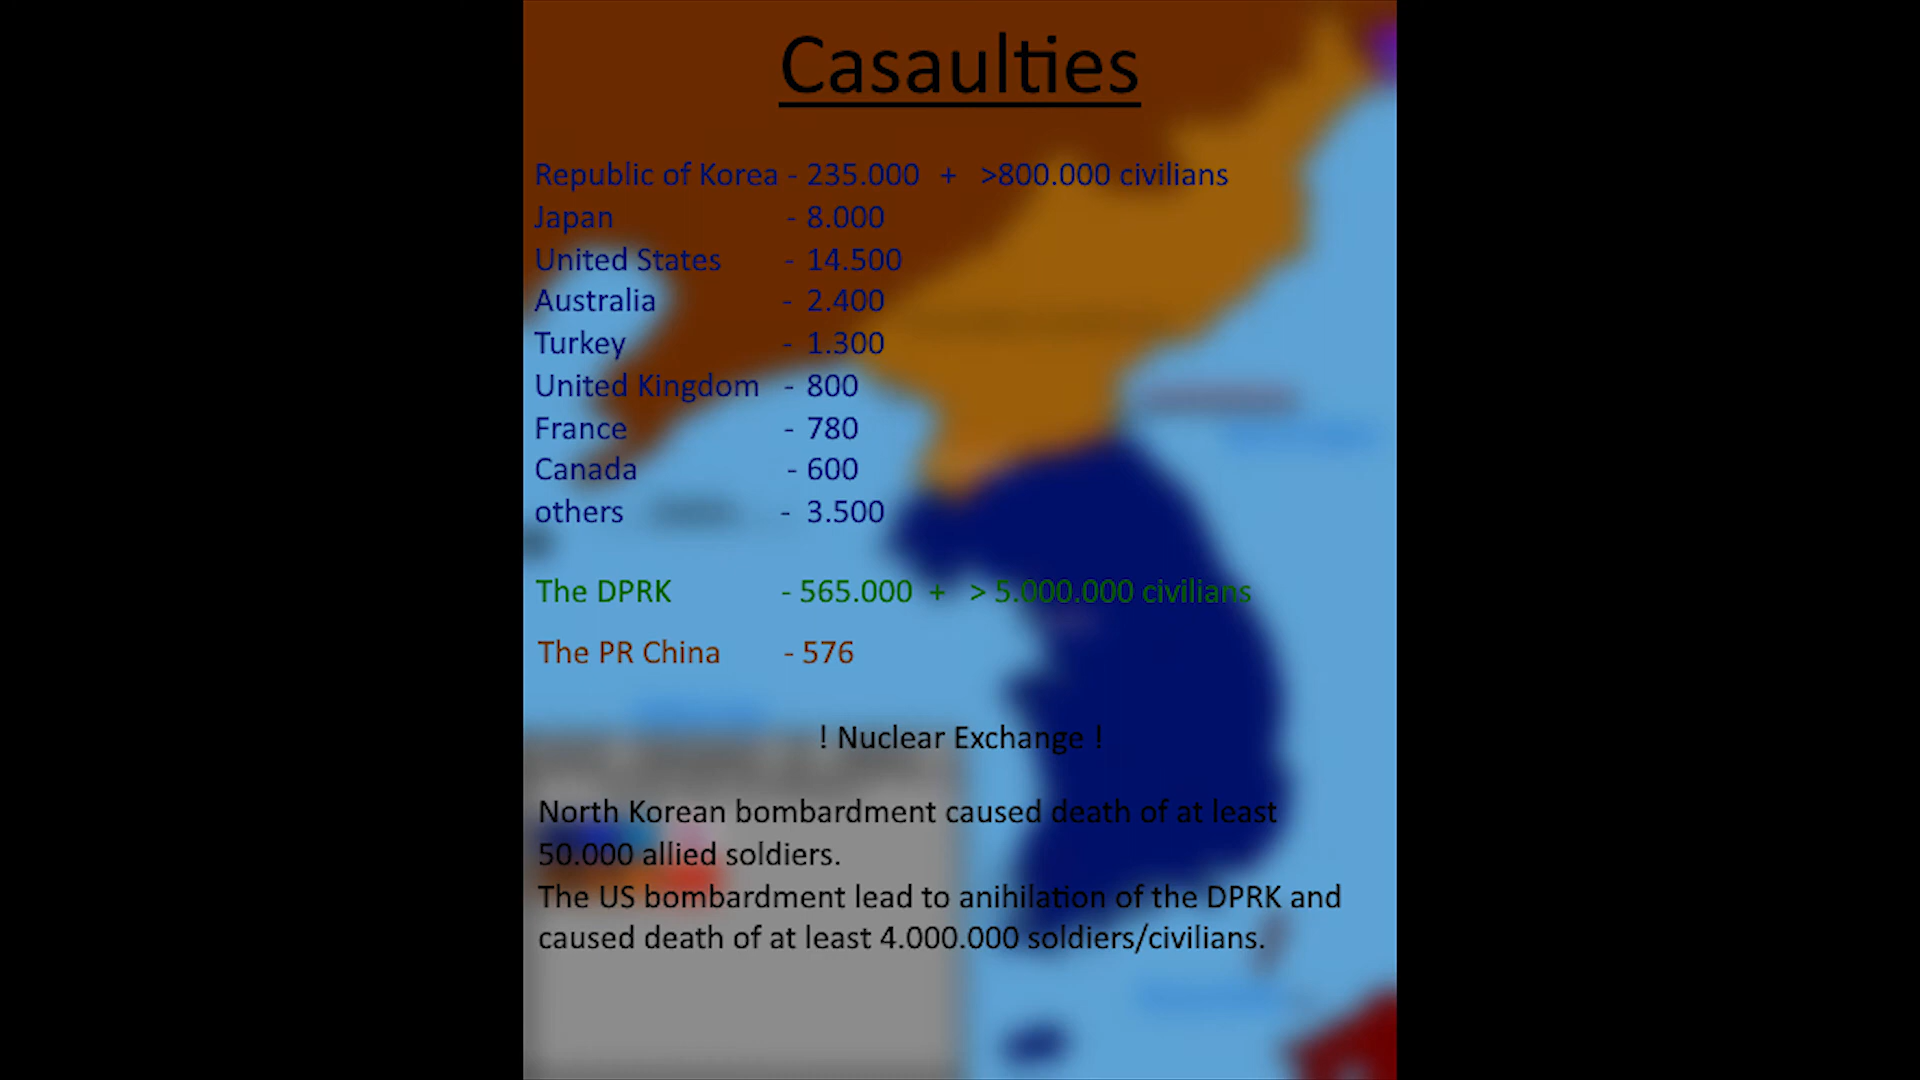 Casaulties
Republic of Korea - 235.000 + >800.000 civilians
Japan - 8.000
United States - 14.500
Australia - 2.400
Turkey - 1.300
United Kingdom - 800
France - 780
Canada - 600
others - 3.500
The DPRK - 565.000 + > 5.000.000 civilians
The PR China - 576
! Nuclear Exchange !
North Korean bombardment caused death of at least
50.000 allied soldiers.
The US bombardment lead to anihilation of the DPRK and
caused death of at least 4.000.000 soldiers/civilians.